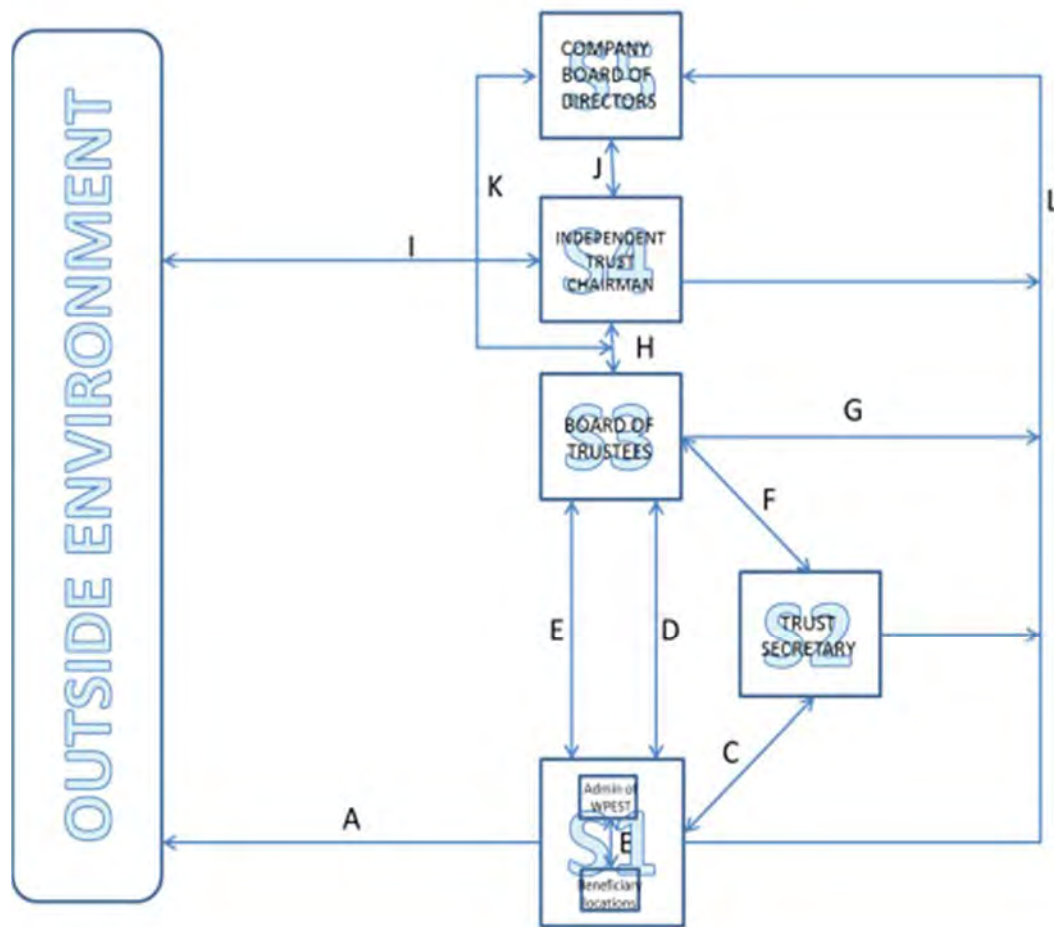 OUTSIDE ENVIRONMENT
S5
COMPANY
BOARD OF
DIRECTORS
J
K
L
I
S4
INDEPENDENT
TRUST
CHAIRMAN
H
S3
BOARD OF
TRUSTEES
G
F
E
D
S2
TRUST
SECRETARY
C
A
S1
Admin of
WPEST
Beneficiary
locations